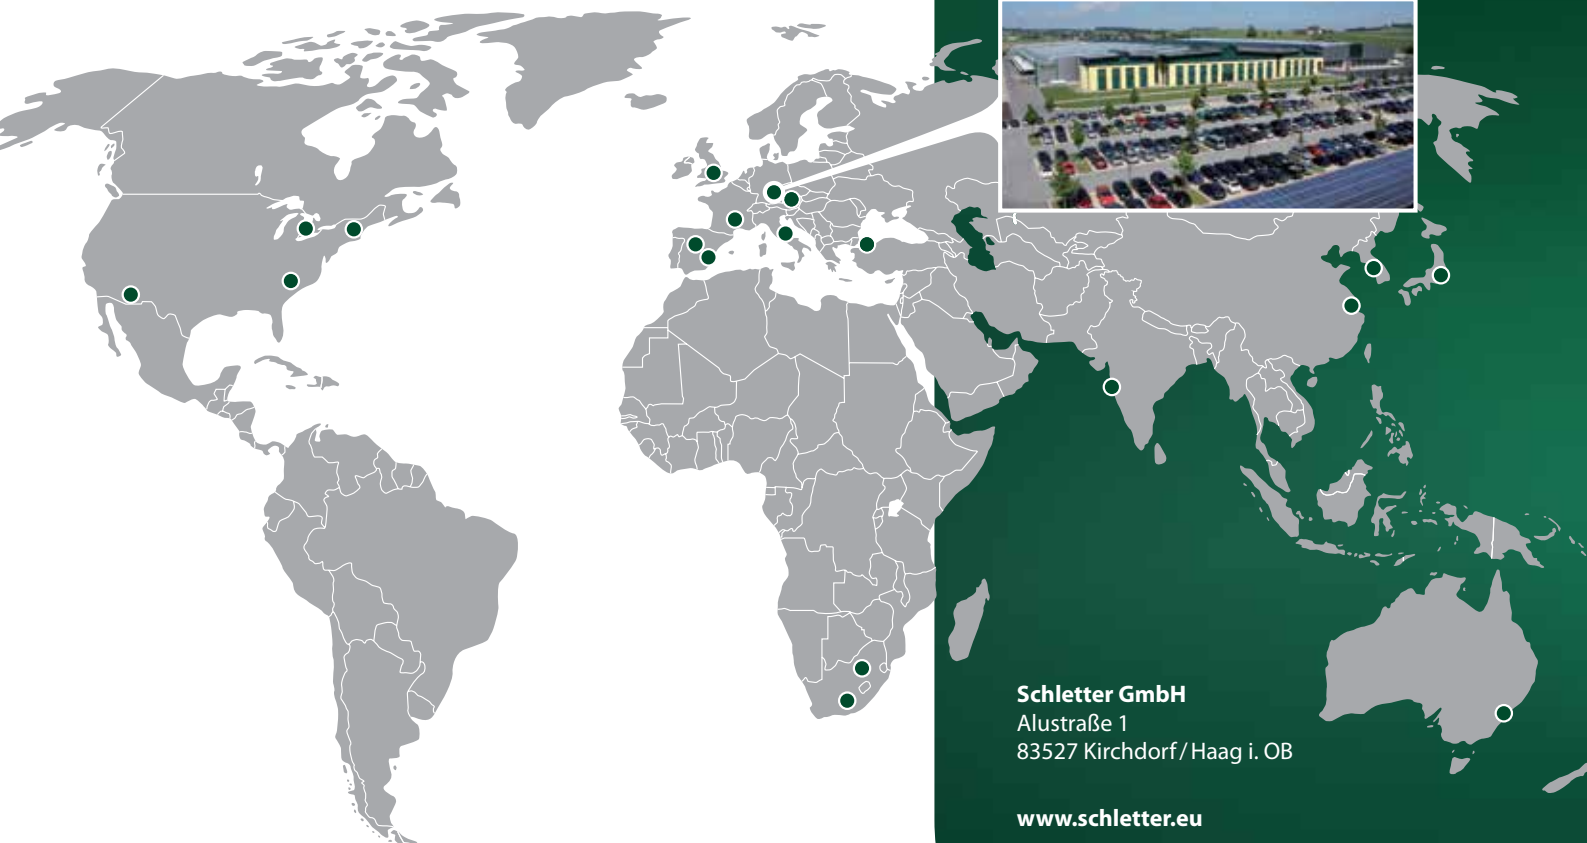 Schletter GmbH
Alustraße 1
83527 Kirchdorf / Haag i. OB
www.schletter.eu